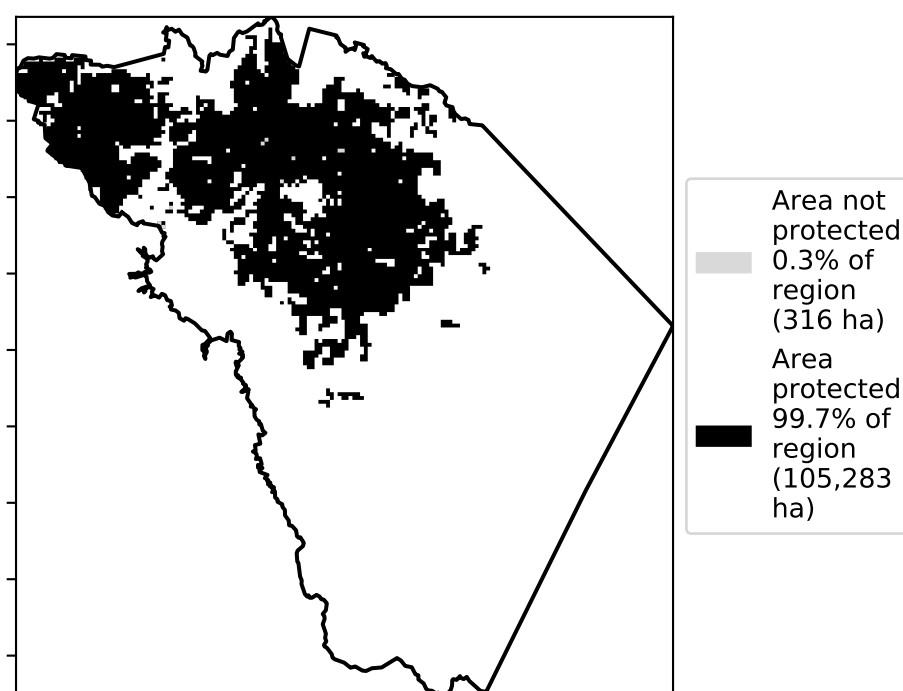 Area not
protected
0.3% of
region
(316 ha)
Area
protected
99.7% of
region
(105,283
ha)